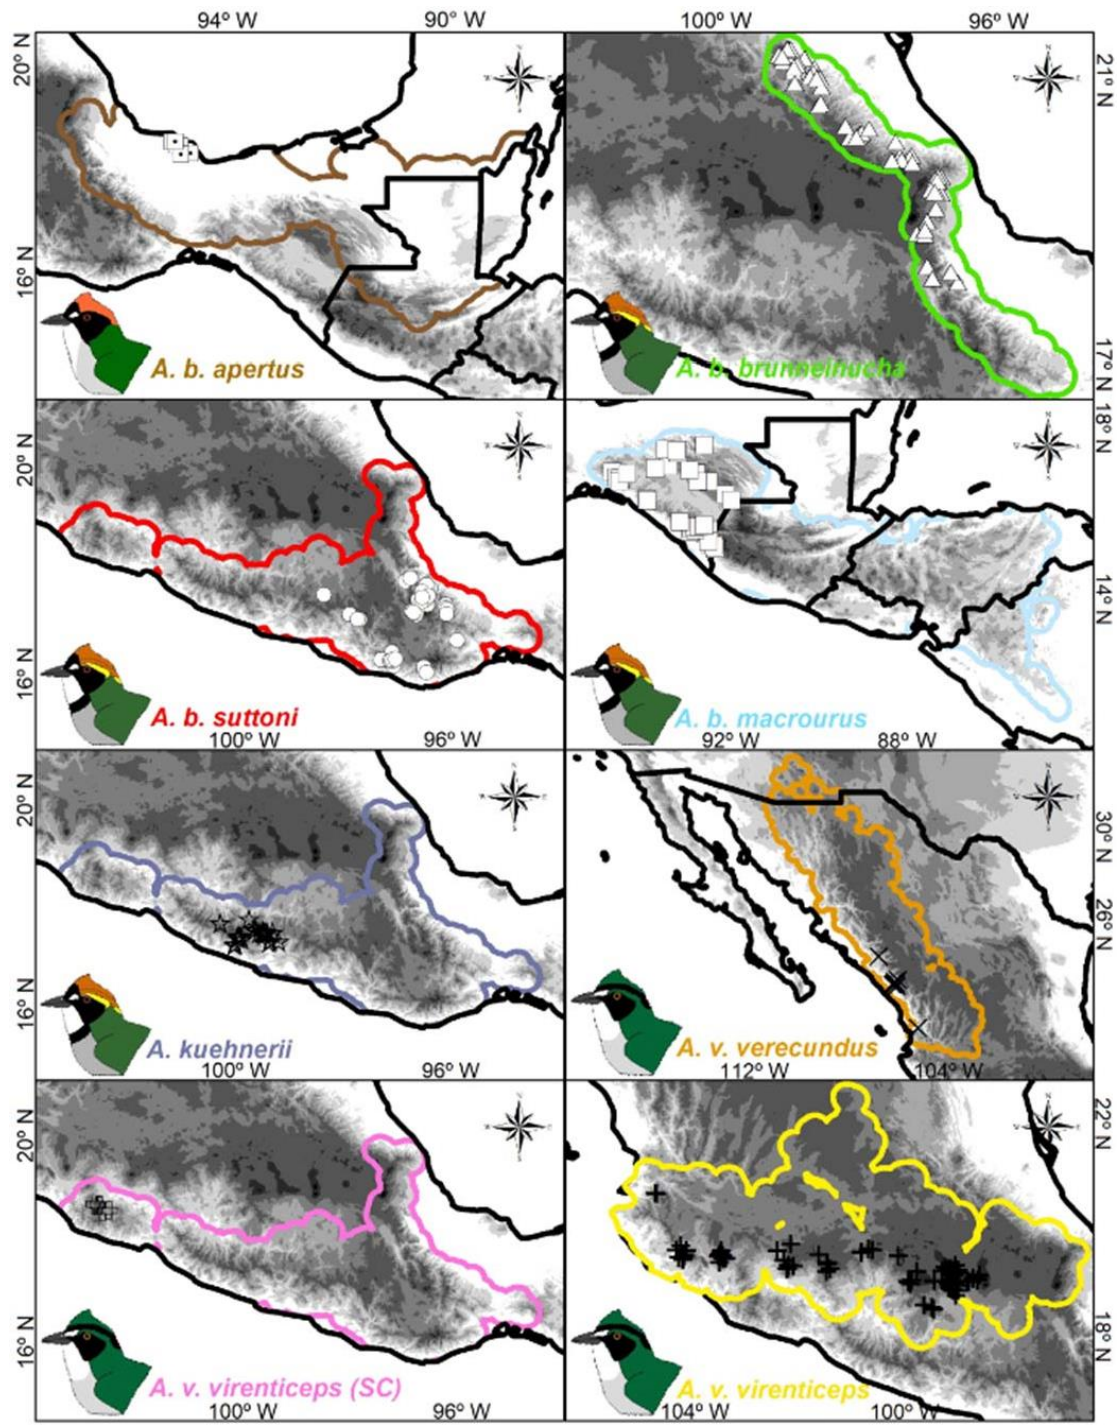 94° W 90° W 100° W 96° W
20° N
16° N
21° N
17° N
A. b. apertus
A. b. brunneinucha
20° N
16° N
18° N
14° N
A. b. suttoni
A. b. macrourus
100° W 96° W 92° W 88° W
20° N
16° N
30° N
26° N
A. kuehnerii
A. v. verecundus
100° W 96° W 112° W 104° W
20° N
16° N
22° N
18° N
A. v. virenticeps (SC)
A. v. virenticeps
100° W 96° W 104° W 100° W